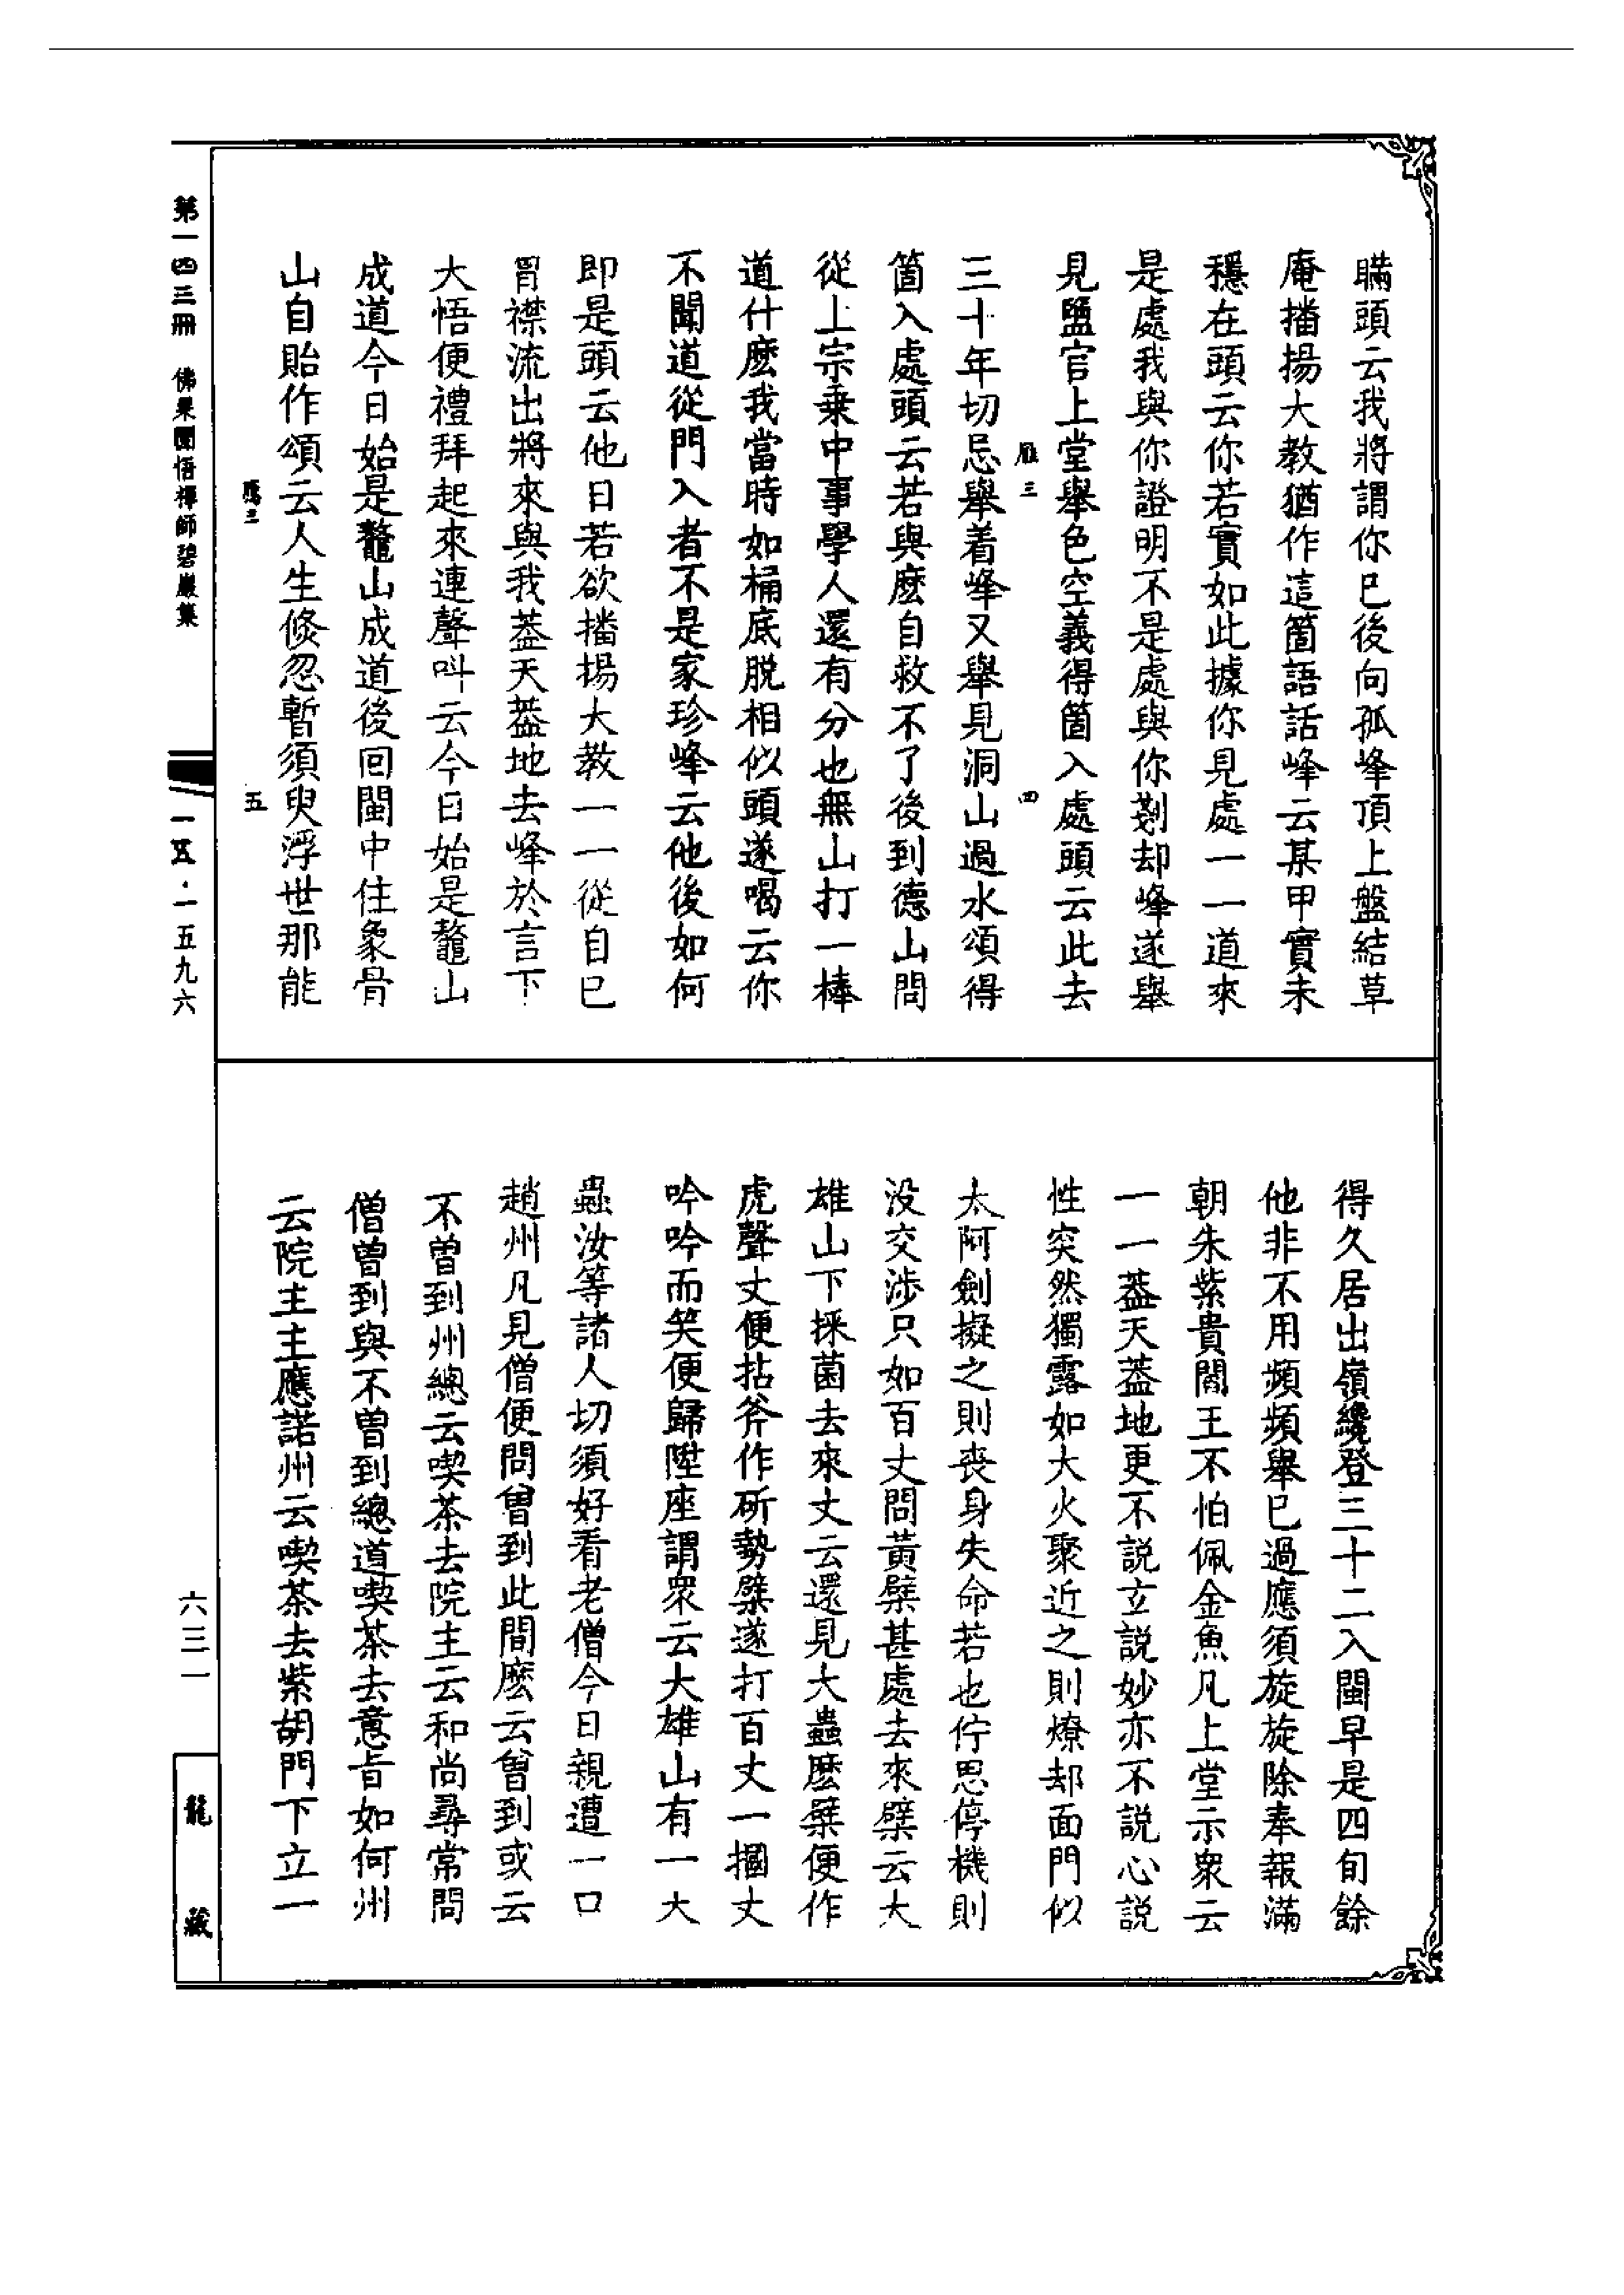 瞞頭云我將謂你已後向孤峰頂上盤結草
庵播揚大教猶作這箇語話峰云某甲實未
穩在頭云你若實如此據你見處一一道來
是處我與你證明不是處與你剗却峰遂舉
見鹽官上堂舉色空義得箇入處頭云此去
雁三 四
三十年切忌舉着峰又舉見洞山過水頌得
箇入處頭云若與麽自救不了後到德山問
從上宗乗中事學人還有分也無山打一棒
道什麽我當時如桶底脱相似頭遂喝云你
不聞道從門入者不是家珍峰云他後如何
即是頭云他日若欲播揚大教一一從自已
胷襟流出將來與我葢天葢地去峰於言下
大悟便禮拜起來連聲叫云今日始是鼇山
成道今日始是鼇山成道後回閩中住象骨
山自貽作頌云人生倐忽暫須臾浮世那能
雁三 五
得久居出嶺纔登三十二入閩早是四旬餘
他非不用頻頻舉已過應須旋旋除奉報滿
朝朱紫貴閻王不怕佩金魚凡上堂示衆云
一一葢天葢地更不説玄説妙亦不説心説
性突然獨露如大火聚近之則燎却面門似
太阿劍擬之則喪身失命若也佇思停機則
没交涉只如百丈問黃檗甚處去來檗云大
雄山下採菌去來丈云還見大蟲麽檗便作
虎聲丈便拈斧作斫勢檗遂打百丈一摑丈
吟吟而笑便歸陞座謂衆云大雄山有一大
蟲汝等諸人切須好看老僧今日親遭一口
趙州凡見僧便問曾到此間麽云曾到或云
不曾到州總云喫茶去院主云和尚尋常問
僧曾到與不曾到總道喫茶去意旨如何州
云院主主應諾州云喫茶去紫胡門下立一
第一四三冊 佛果圜悟禪師碧巖集
一五九六
六三一
龍藏